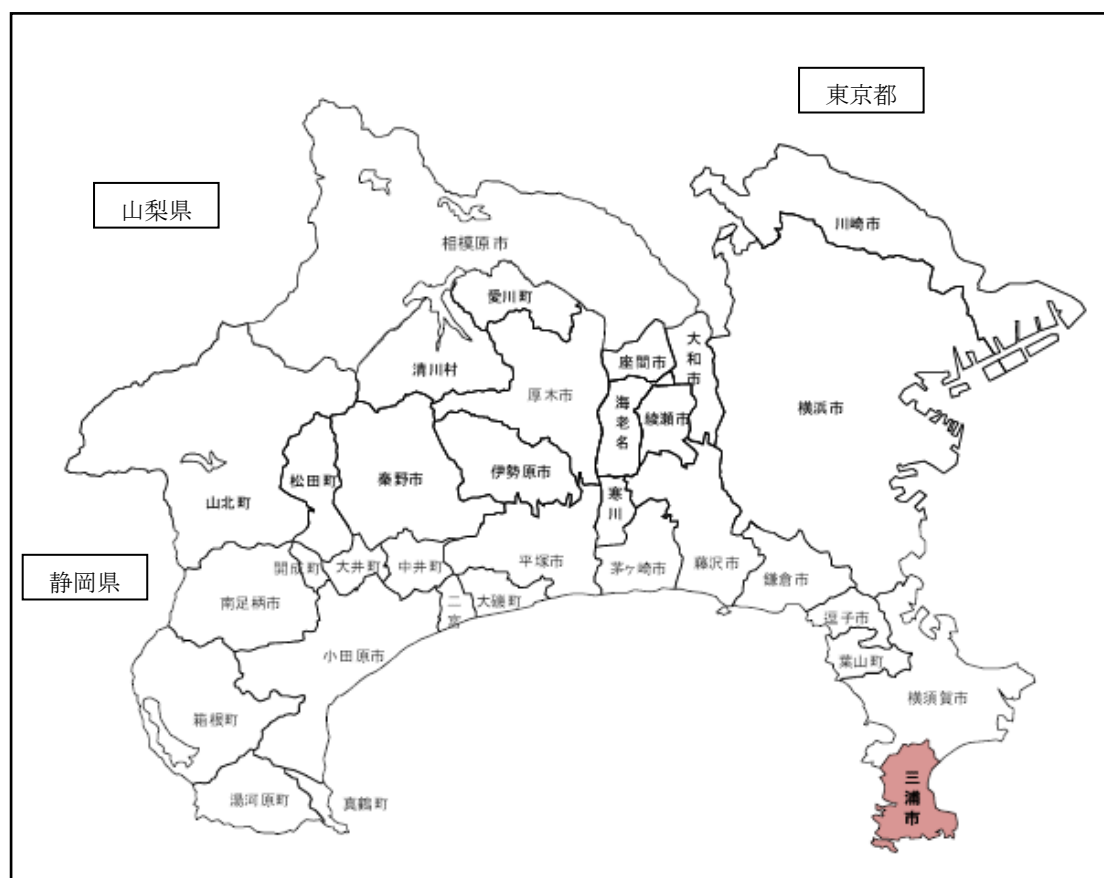 東京都
山梨県
川崎市
相模原市
愛川町
大和市
座間市
清川村
厚木市
海老名
綾瀬市
横浜市
伊勢原市
秦野市
松田町
寒川
山北町
開成町
大井町
中井町
平塚市
茅ヶ崎市
藤沢市
鎌倉市
静岡県
南足柄市
二宮
大磯町
逗子市
小田原市
葉山町
横須賀市
箱根町
三浦市
湯河原町
真鶴町